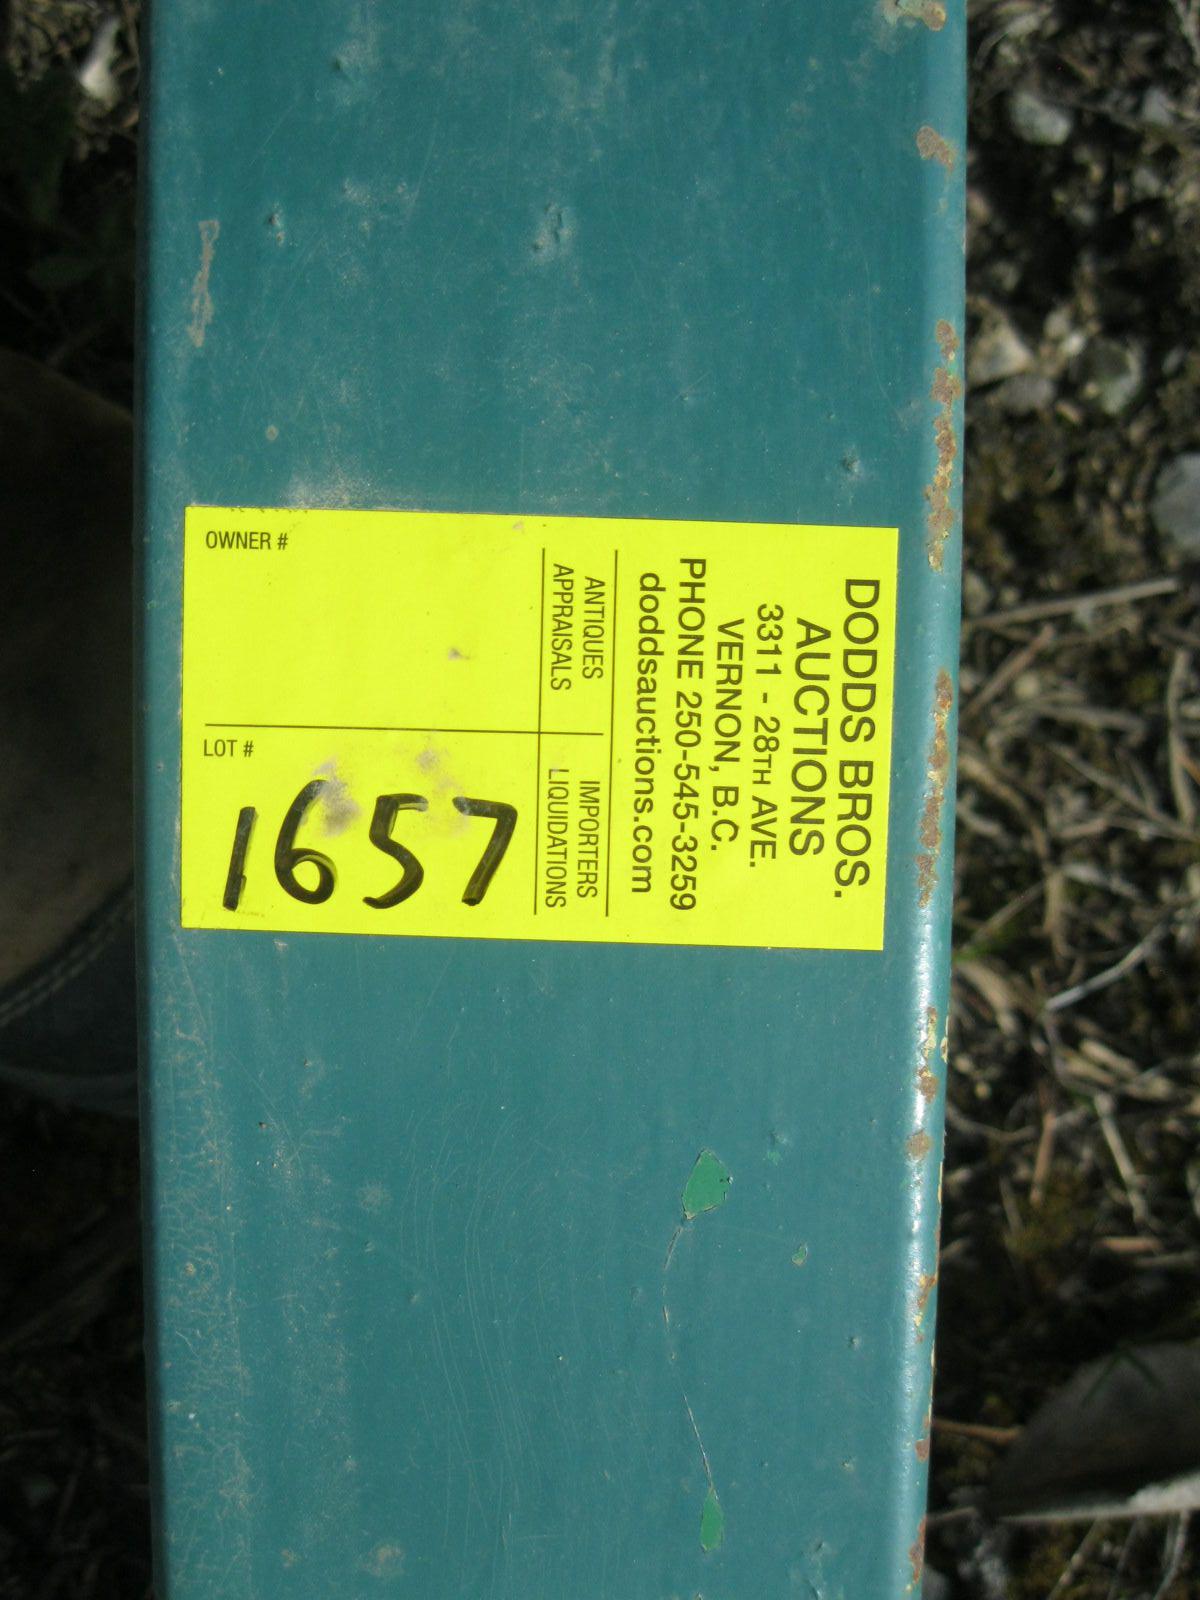 DODDS BROS.
AUCTIONS
3311 - 28TH AVE.
VERNON, B.C.
PHONE 250-545-3259
doddsauctions.com
ANTIQUES
APPRAISALS
IMPORTERS
LIQUIDATIONS
OWNER #
LOT #
1657